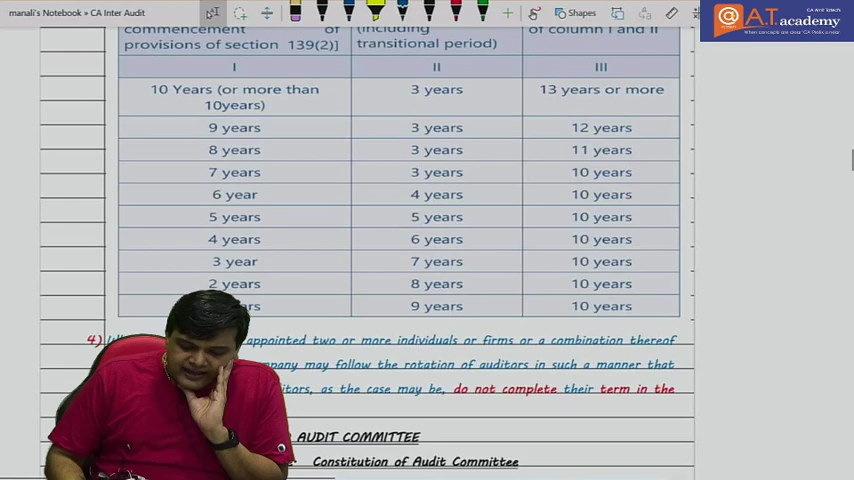 manali's Notebook » CA Inter Audit
Shapes
CA Amit Tated's
@A.T.academy
commencement of
provisions of section 139(2)]
(including
transitional period)
of column I and II
I II III
10 Years (or more than 10years) 3 years 13 years or more
9 years 3 years 12 years
8 years 3 years 11 years
7 years 3 years 10 years
6 year 4 years 10 years
5 years 5 years 10 years
4 years 6 years 10 years
3 year 7 years 10 years
2 years 8 years 10 years
9 years 10 years
4) appointed two or more individuals or firms or a combination thereof
may follow the rotation of auditors in such a manner that
as the case may be, do not complete their term in the
AUDIT COMMITTEE
Constitution of Audit Committee